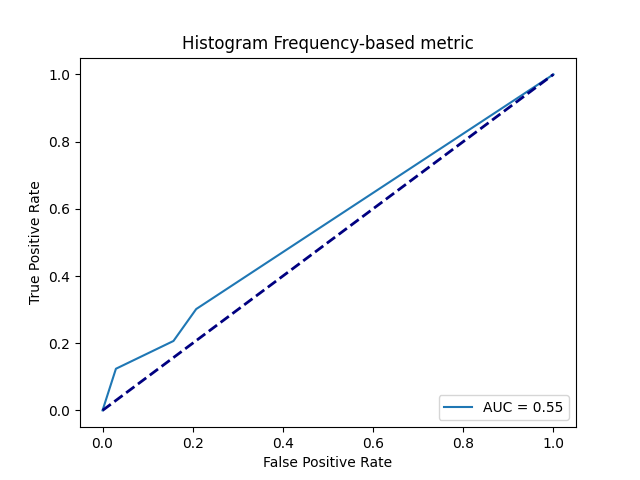 Histogram Frequency-based metric
1.0
0.8
0.6
0.4
0.2
0.0
True Positive Rate
AUC = 0.55
0.0 0.2 0.4 0.6 0.8 1.0
False Positive Rate